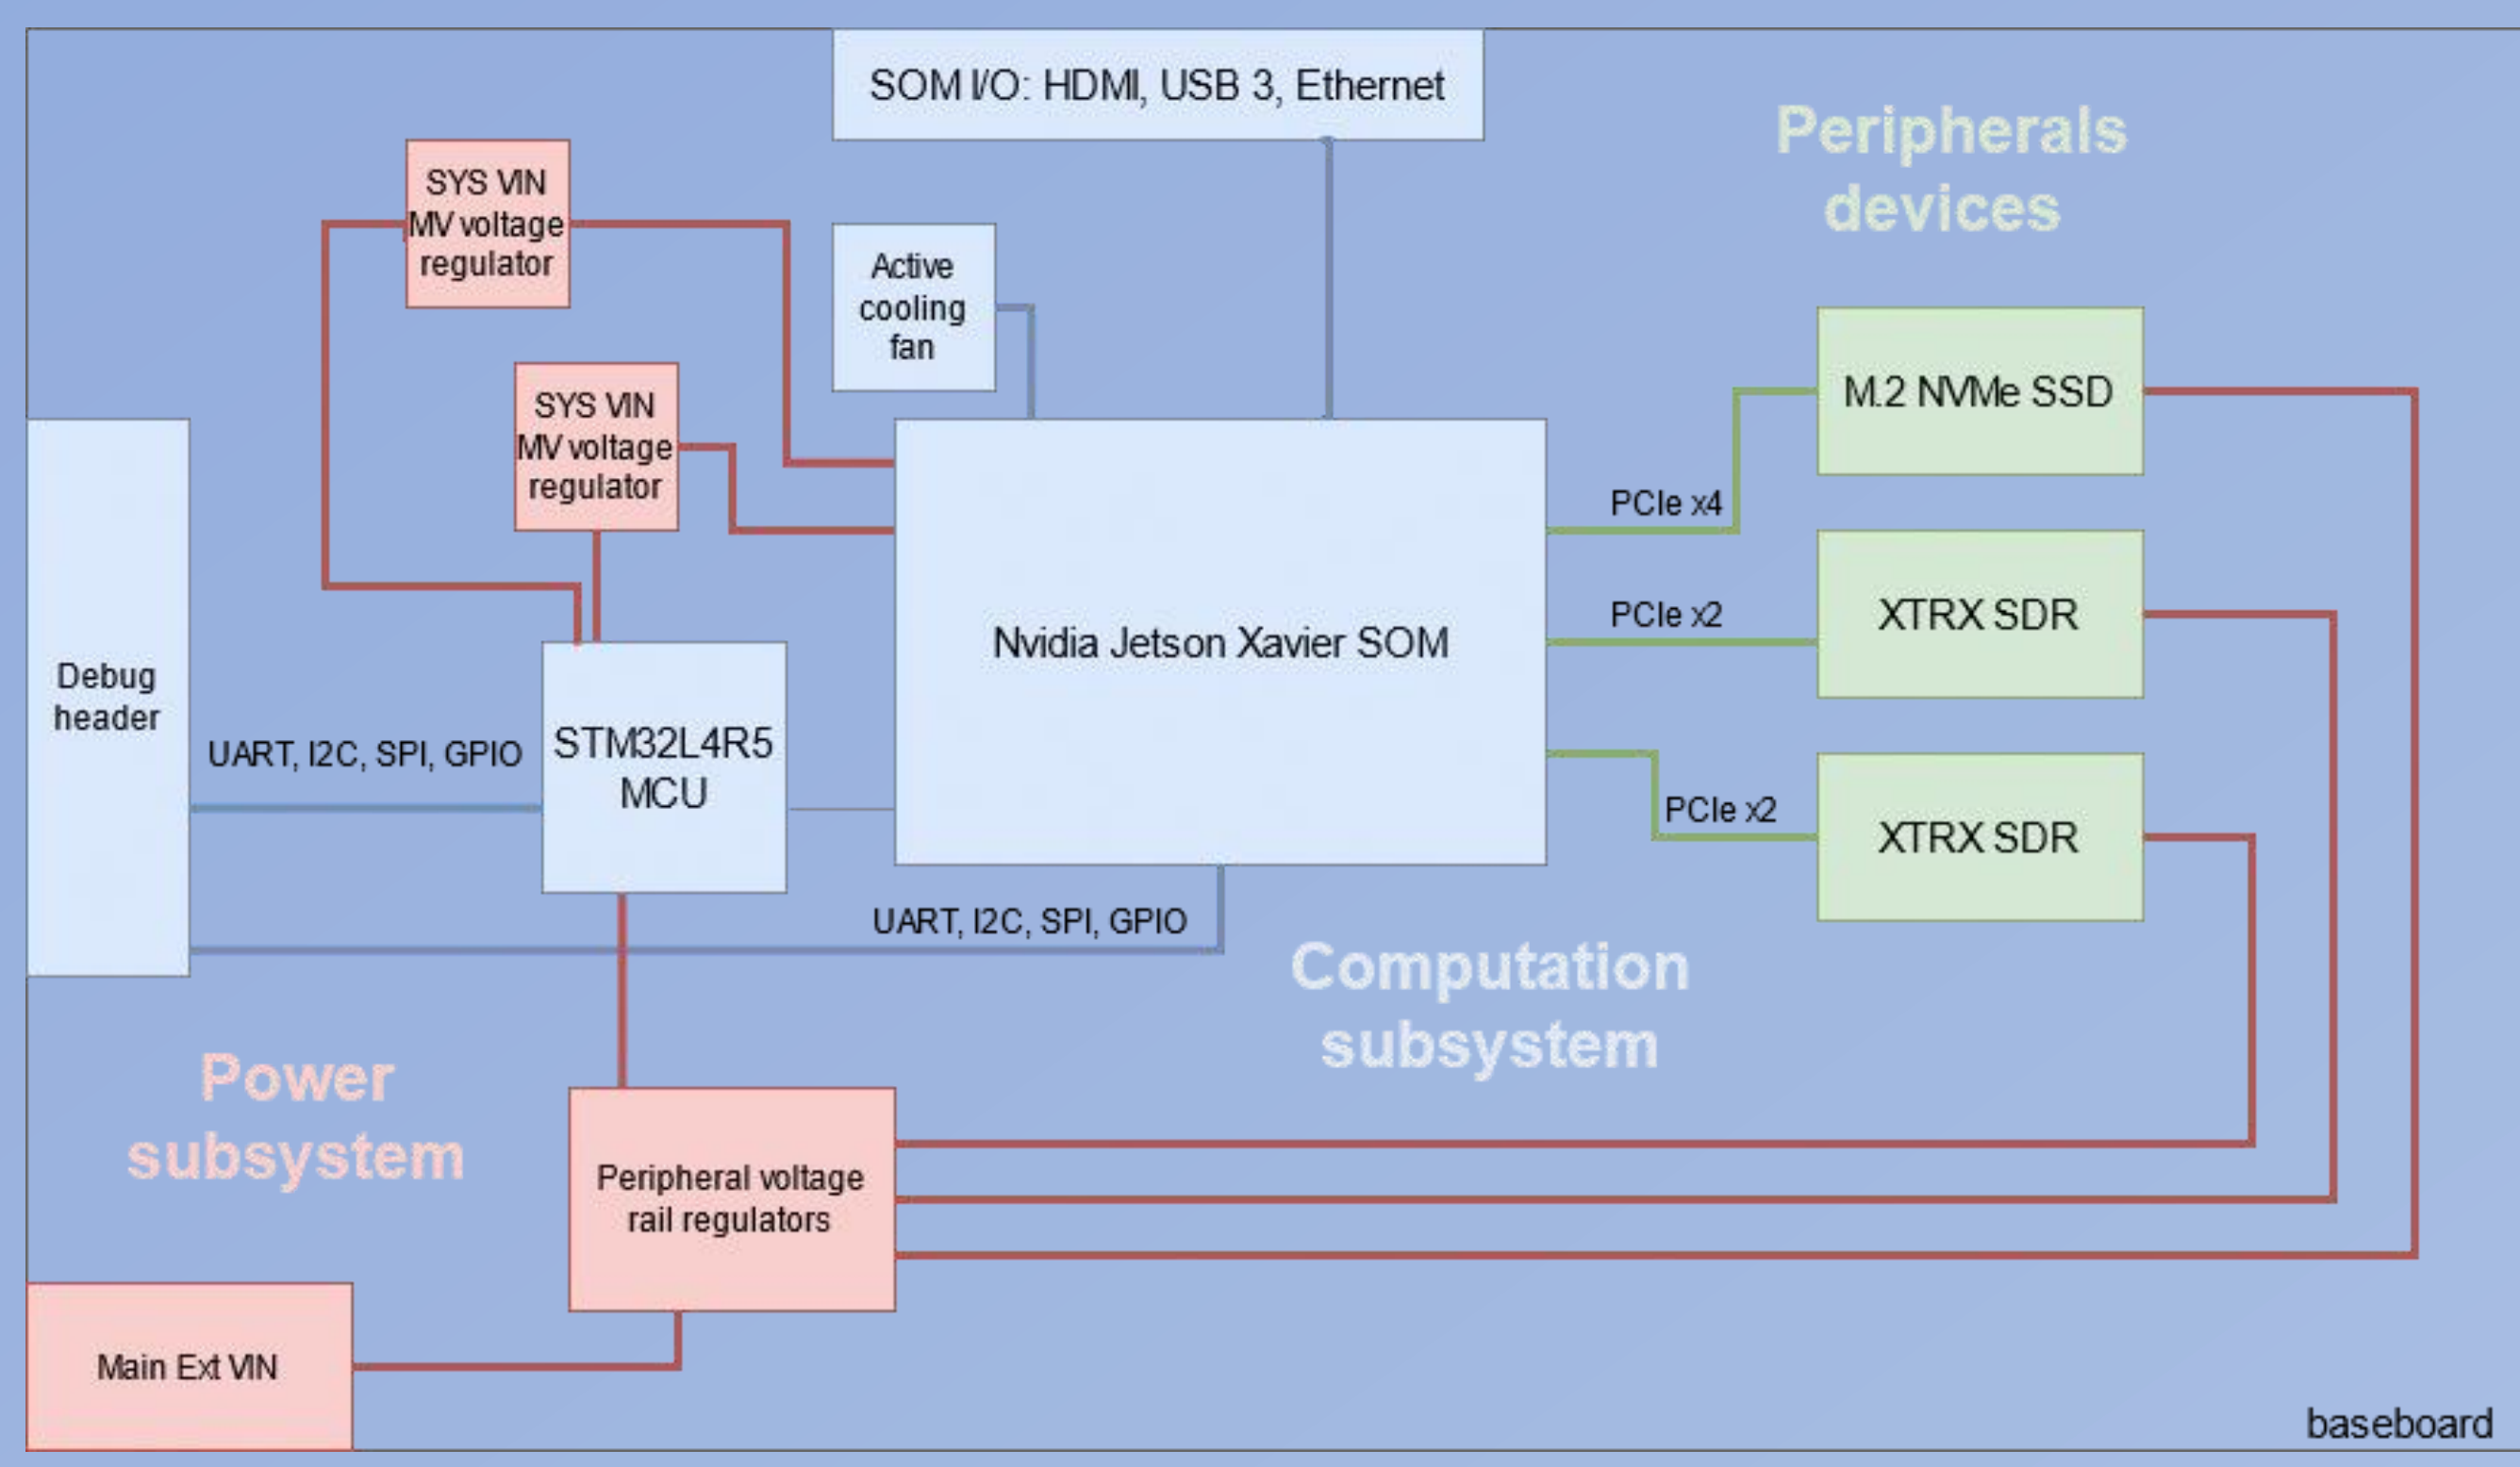 SOM I/O: HDMI, USB 3, Ethernet
Peripherals
devices
SYS VIN
MV voltage
regulator
Active
cooling
fan
SYS VIN
MV voltage
regulator
M.2 NVMe SSD
PCIe x4
Debug
header
Nvidia Jetson Xavier SOM
PCIe x2
XTRX SDR
UART, I2C, SPI, GPIO
STM32L4R5
MCU
PCIe x2
XTRX SDR
UART, I2C, SPI, GPIO
Computation
subsystem
Power
subsystem
Peripheral voltage
rail regulators
Main Ext VIN
baseboard